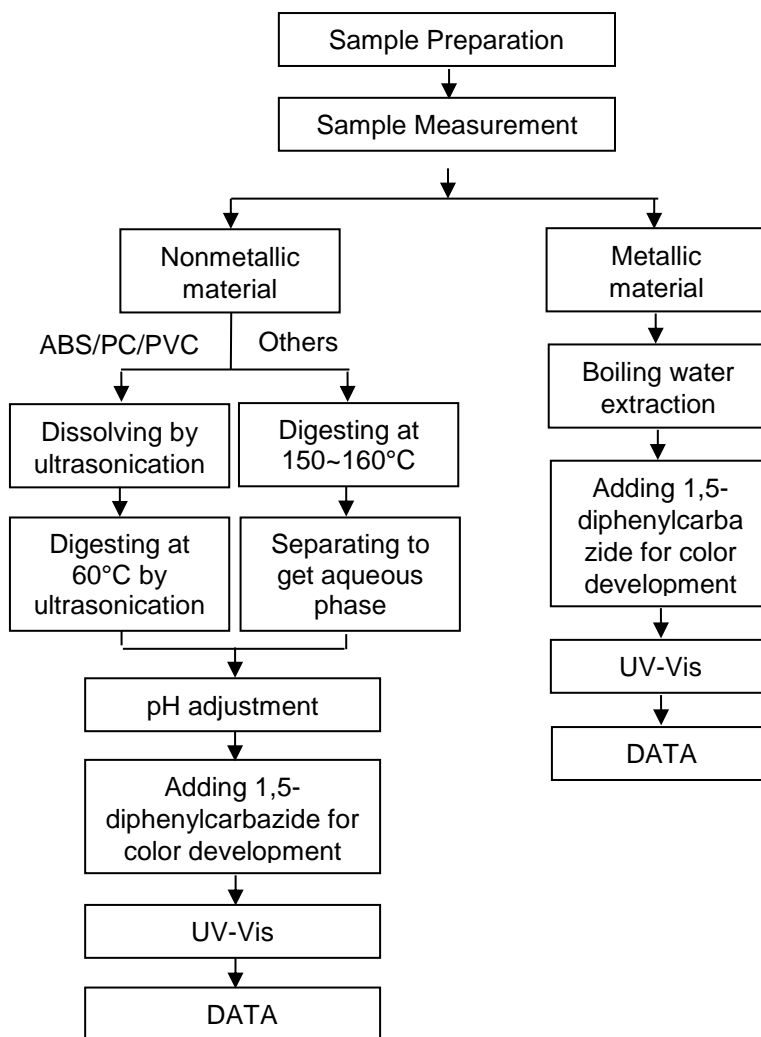 Sample Preparation
Sample Measurement
Nonmetallic
material
ABS/PC/PVC
Others
Dissolving by
ultrasonication
Digesting at
60°C by
ultrasonication
Digesting at
150~160°C
Separating to
get aqueous
phase
pH adjustment
Adding 1,5-
diphenylcarbazide for
color development
UV-Vis
DATA
Metallic
material
Boiling water
extraction
Adding 1,5-
diphenylcarba
zide for color
development
UV-Vis
DATA